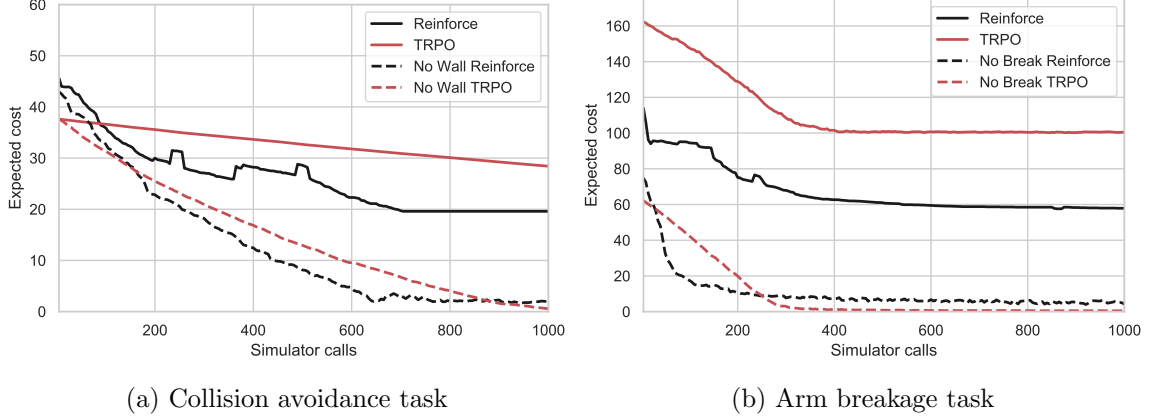 60
50
40
30
20
10
0
Expected cost
Reinforce
TRPO
No Wall Reinforce
No Wall TRPO
200
400
600
800
1000
Simulator calls
(a) Collision avoidance task
160
140
120
100
80
60
40
20
0
Expected cost
Reinforce
TRPO
No Break Reinforce
No Break TRPO
200
400
600
800
1000
Simulator calls
(b) Arm breakage task